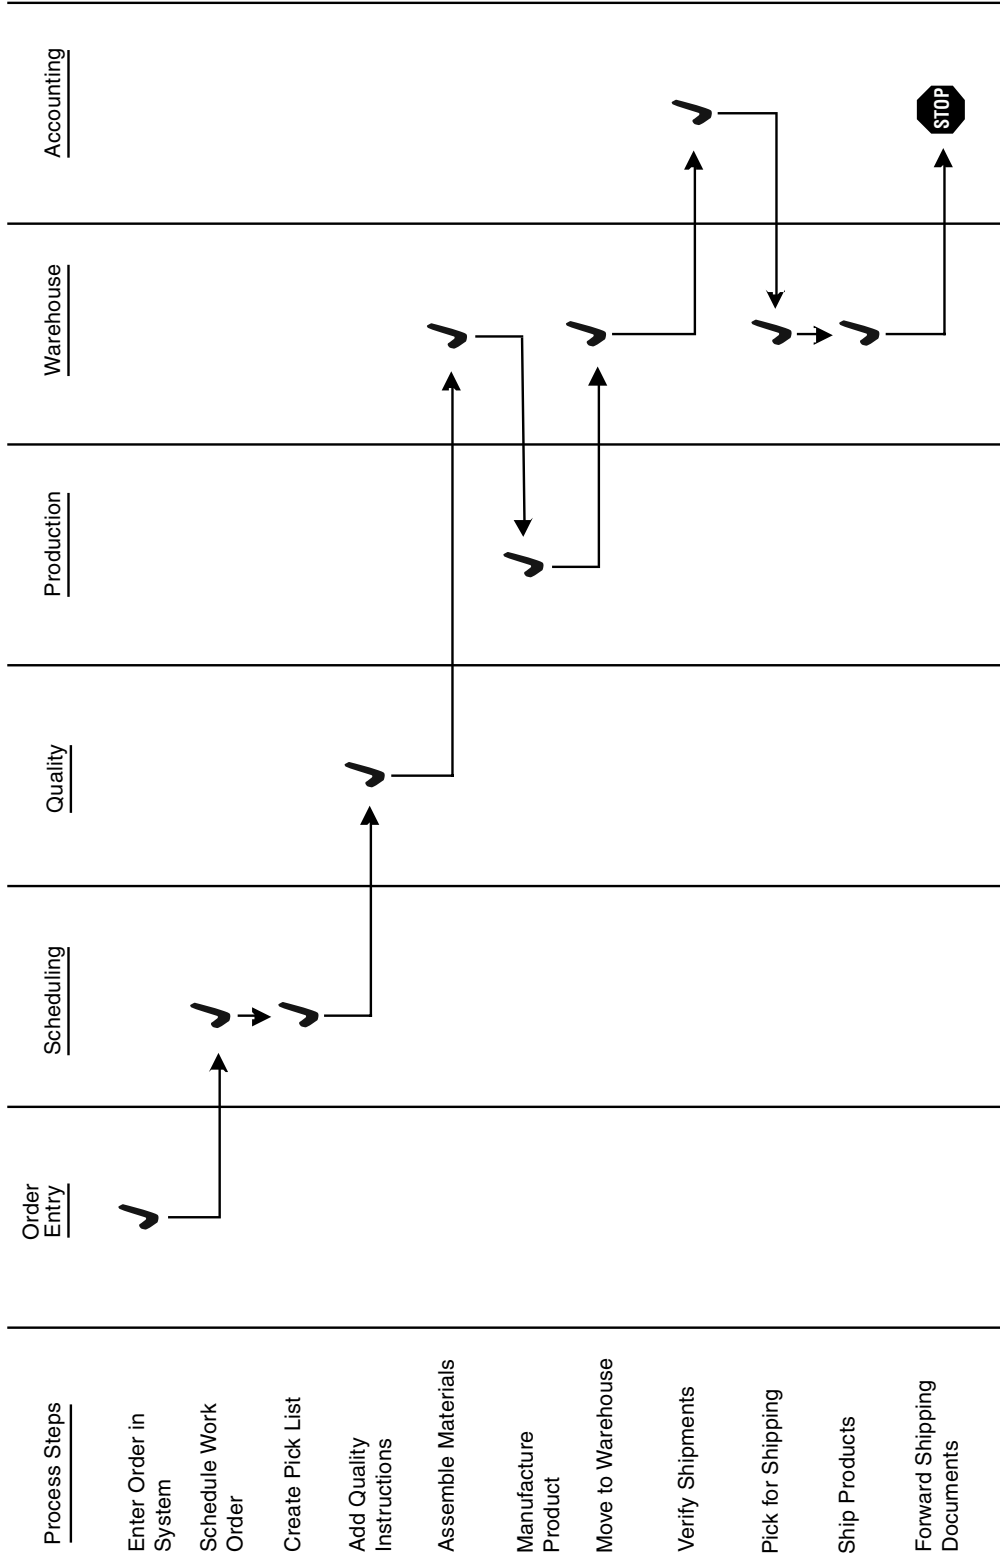 Process Steps
Order
Entry
Scheduling
Quality
Production
Warehouse
Accounting
Enter Order in
System
Schedule Work
Order
Create Pick List
Add Quality
Instructions
Assemble Materials
Manufacture
Product
Move to Warehouse
Verify Shipments
Pick for Shipping
Ship Products
Forward Shipping
Documents
STOP